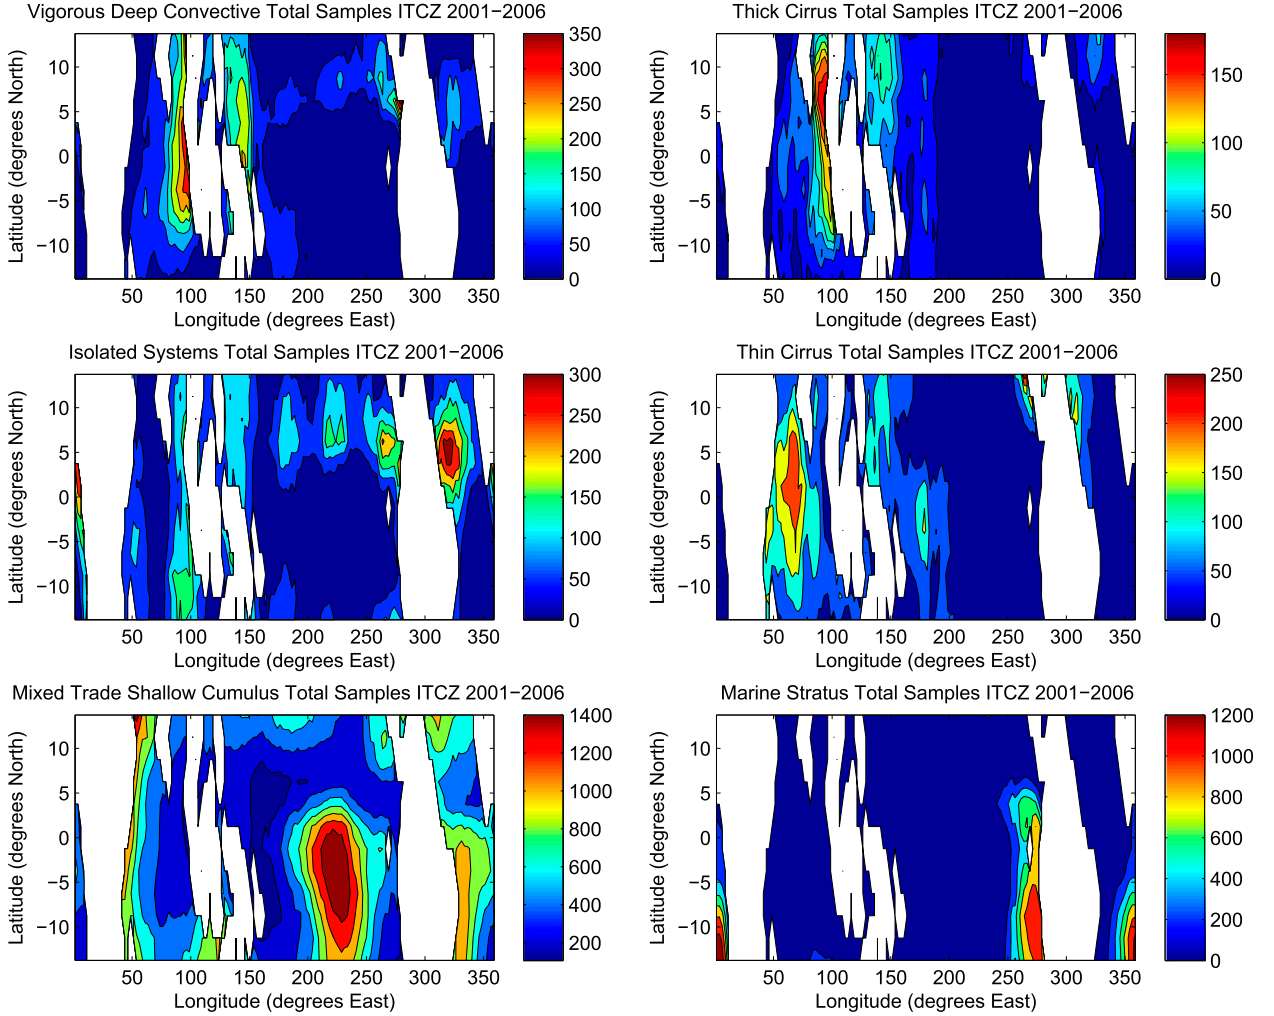 Vigorous Deep Convective Total Samples ITCZ 2001−2006
Latitude (degrees North)
10
5
0
−5
−10
50 100 150 200 250 300 350
Longitude (degrees East)
350
300
250
200
150
100
50
0
Thick Cirrus Total Samples ITCZ 2001−2006
Latitude (degrees North)
10
5
0
−5
−10
50 100 150 200 250 300 350
Longitude (degrees East)
150
100
50
0
Isolated Systems Total Samples ITCZ 2001−2006
Latitude (degrees North)
10
5
0
−5
−10
50 100 150 200 250 300 350
Longitude (degrees East)
300
250
200
150
100
50
0
Thin Cirrus Total Samples ITCZ 2001−2006
Latitude (degrees North)
10
5
0
−5
−10
50 100 150 200 250 300 350
Longitude (degrees East)
250
200
150
100
50
0
Mixed Trade Shallow Cumulus Total Samples ITCZ 2001−2006
Latitude (degrees North)
10
5
0
−5
−10
50 100 150 200 250 300 350
Longitude (degrees East)
1400
1200
1000
800
600
400
200
Marine Stratus Total Samples ITCZ 2001−2006
Latitude (degrees North)
10
5
0
−5
−10
50 100 150 200 250 300 350
Longitude (degrees East)
1200
1000
800
600
400
200
0